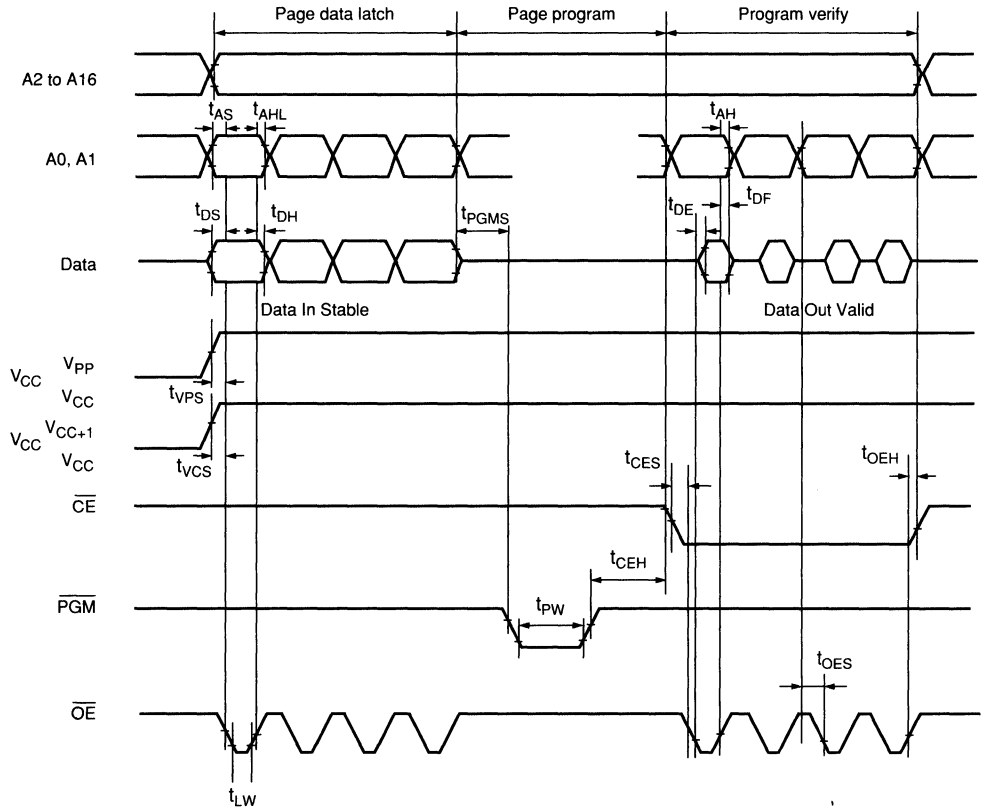 Page data latch Page program Program verify
A2 to A16
tAS tAHL tAH
A0, A1
tDS tDH tPGMS tDE tDF
Data
Data In Stable Data Out Valid
VPP
VCC
tVPS
VCC
VCC+1
VCC
VCC
tVCS tCES tOEH
CE
tCEH
PGM
tPW
tOES
OE
tLW